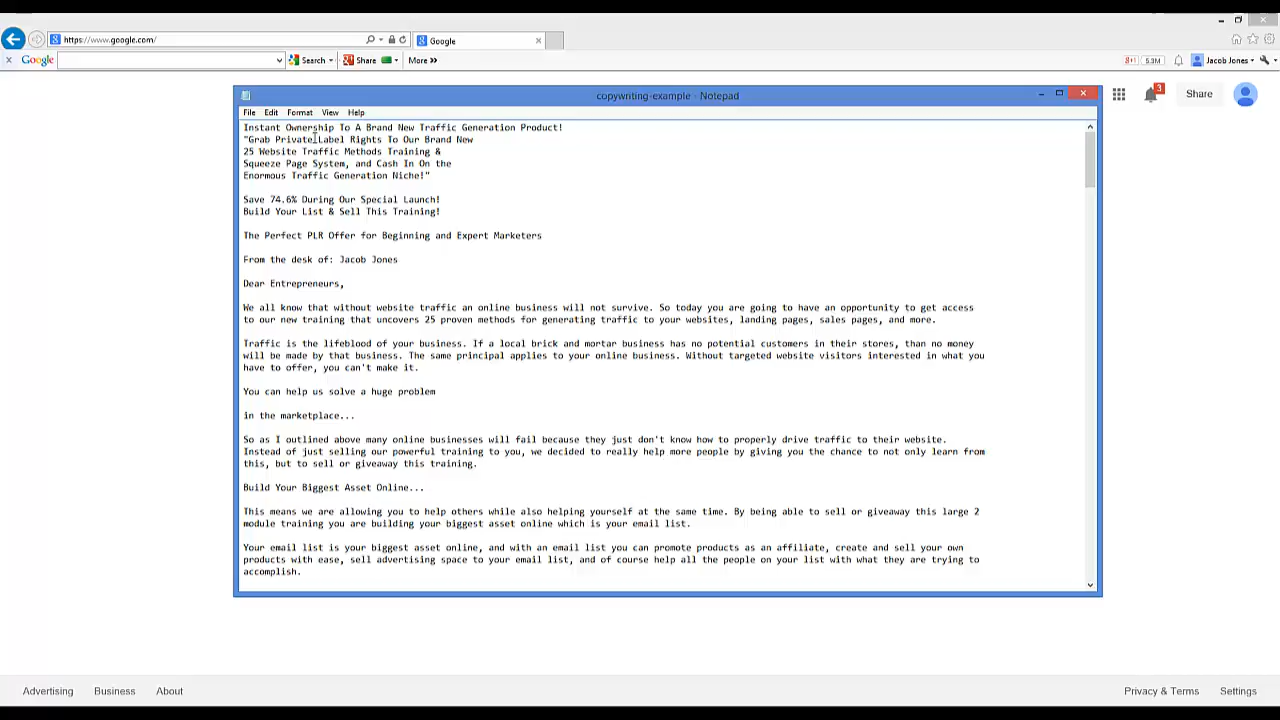 https://www.google.com/
Google
Google
Search
Share
More »
g+1
5.3M
Jacob Jones
3
Share
copywriting-example - Notepad
File Edit Format View Help
Instant Ownership To A Brand New Traffic Generation Product!
"Grab Private Label Rights To Our Brand New
25 Website Traffic Methods Training &
Squeeze Page System, and Cash In On the
Enormous Traffic Generation Niche!"
Save 74.6% During Our Special Launch!
Build Your List & Sell This Training!
The Perfect PLR Offer for Beginning and Expert Marketers
From the desk of: Jacob Jones
Dear Entrepreneurs,
We all know that without website traffic an online business will not survive. So today you are going to have an opportunity to get access
to our new training that uncovers 25 proven methods for generating traffic to your websites, landing pages, sales pages, and more.
Traffic is the lifeblood of your business. If a local brick and mortar business has no potential customers in their stores, than no money
will be made by that business. The same principal applies to your online business. Without targeted website visitors interested in what you
have to offer, you can't make it.
You can help us solve a huge problem
in the marketplace...
So as I outlined above many online businesses will fail because they just don't know how to properly drive traffic to their website.
Instead of just selling our powerful training to you, we decided to really help more people by giving you the chance to not only learn from
this, but to sell or giveaway this training.
Build Your Biggest Asset Online...
This means we are allowing you to help others while also helping yourself at the same time. By being able to sell or giveaway this large 2
module training you are building your biggest asset online which is your email list.
Your email list is your biggest asset online, and with an email list you can promote products as an affiliate, create and sell your own
products with ease, sell advertising space to your email list, and of course help all the people on your list with what they are trying to
accomplish.
Advertising Business About
Privacy & Terms Settings